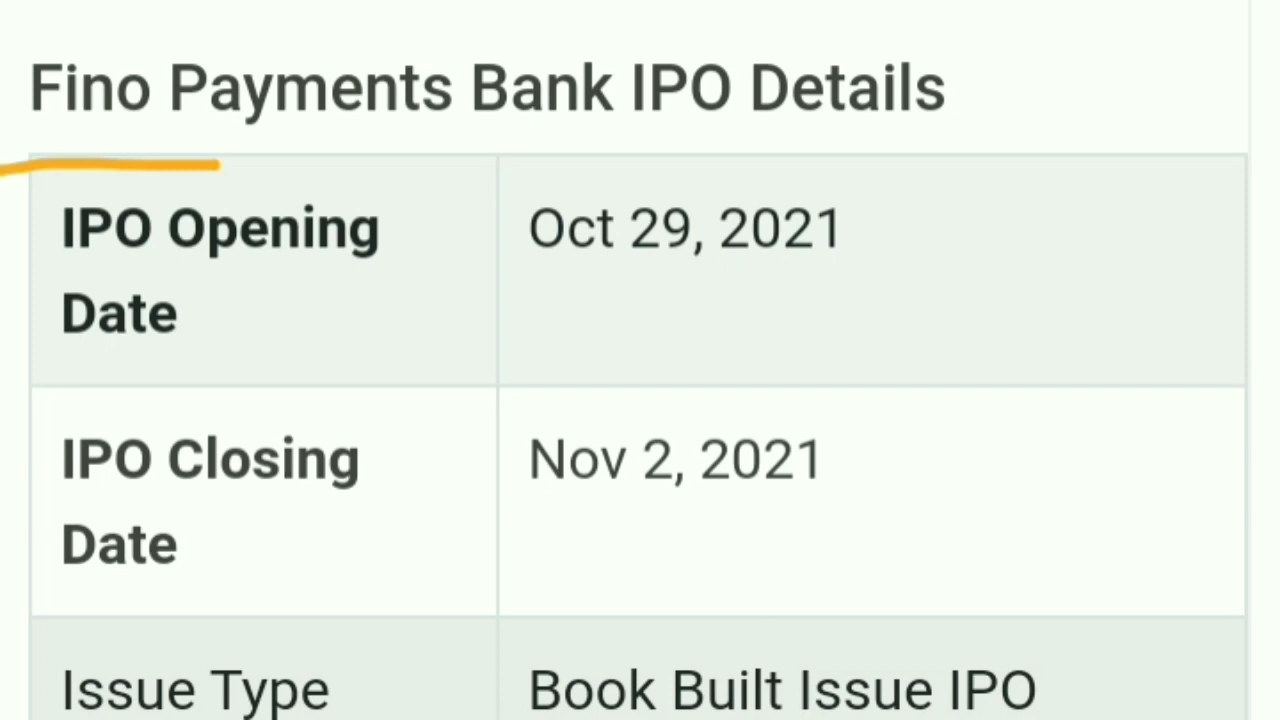 Fino Payments Bank IPO Details
IPO Opening Oct 29, 2021
Date
IPO Closing Nov 2, 2021
Date
Issue Type Book Built Issue IPO